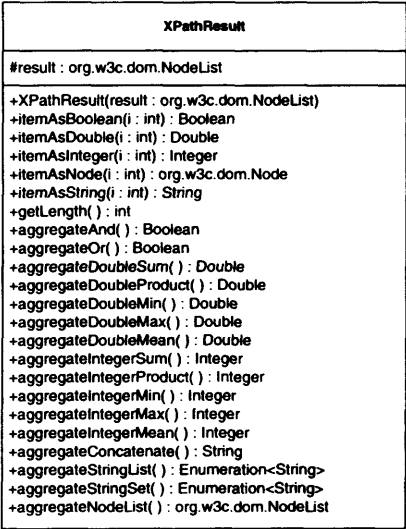 XPathResult
#result : org.w3c.dom.NodeList
+XPathResult(result : org.w3c.dom.NodeList)
+itemAsBoolean(i : int) : Boolean
+itemAsDouble(i : int) : Double
+itemAsInteger(i : int) : Integer
+itemAsNode(i : int) : org.w3c.dom.Node
+itemAsString(i : int) : String
+getLength( ) : int
+aggregateAnd( ) : Boolean
+aggregateOr( ) : Boolean
+aggregateDoubleSum( ) : Double
+aggregateDoubleProduct( ) : Double
+aggregateDoubleMin( ) : Double
+aggregateDoubleMax( ) : Double
+aggregateDoubleMean( ) : Double
+aggregateIntegerSum( ) : Integer
+aggregateIntegerProduct( ) : Integer
+aggregateIntegerMin( ) : Integer
+aggregateIntegerMax( ) : Integer
+aggregateIntegerMean( ) : Integer
+aggregateConcatenate( ) : String
+aggregateStringList( ) : Enumeration<String>
+aggregateStringSet( ) : Enumeration<String>
+aggregateNodeList( ) : org.w3c.dom.NodeList